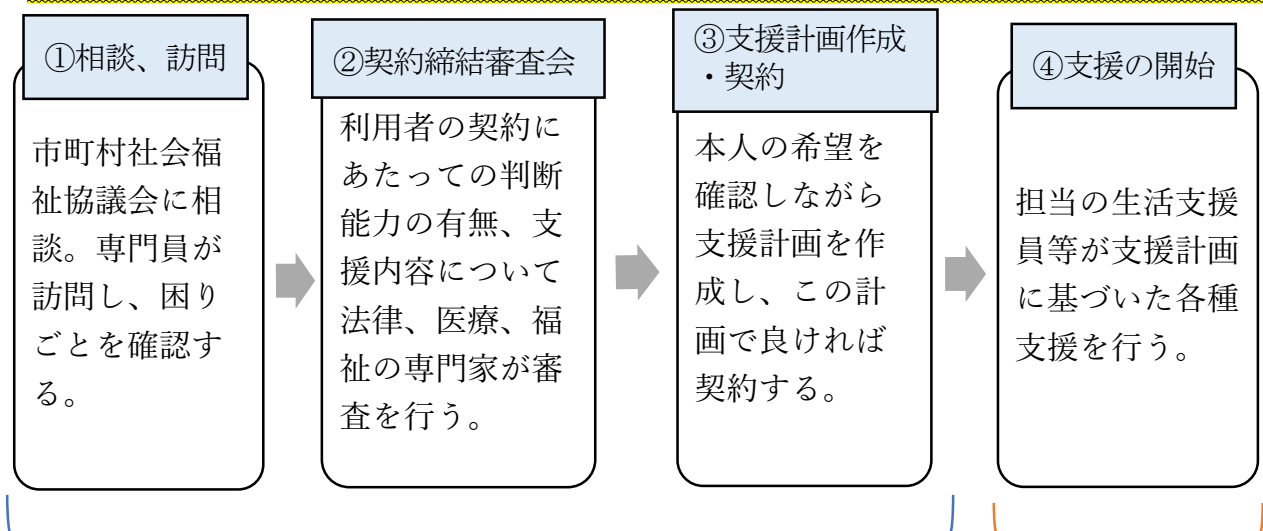 ①相談、訪問
市町村社会福
祉協議会に相
談。専門員が
訪問し、困り
ごとを確認す
る。
②契約締結審査会
利用者の契約に
あたっての判断
能力の有無、支
援内容について
法律、医療、福
祉の専門家が審
査を行う。
③支援計画作成
・契約
本人の希望を
確認しながら
支援計画を作
成し、この計
画で良ければ
契約する。
④支援の開始
担当の生活支援
員等が支援計画
に基づいた各種
支援を行う。